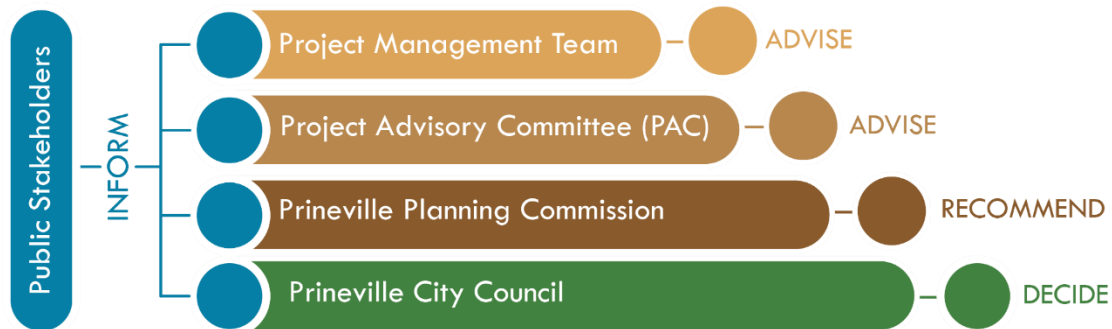 Public Stakeholders
INFORM
Project Management Team
ADVISE
Project Advisory Committee (PAC)
ADVISE
Prineville Planning Commission
RECOMMEND
Prineville City Council
DECIDE